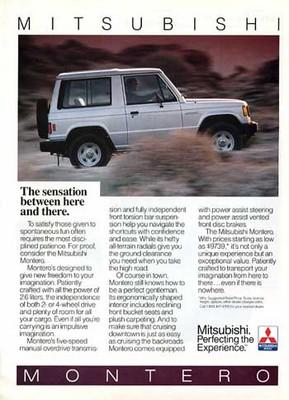 MITSUBISHI
The sensation
between here
and there.
To satisfy those given to
spontaneous fun often
requires the most disci-
plined patience. For proof,
consider the Mitsubishi
Montero.
Montero's designed to
give new freedom to your
imagination. Patiently
crafted with all the power of
2.6 liters, the independence
of both 2- or 4-wheel drive
and plenty of room for all
your cargo. Even if all you're
carrying is an impulsive
imagination.
Montero's five-speed
manual overdrive transmis-
sion and fully independent
front torsion bar suspen-
sion help you navigate the
shortcuts with confidence
and ease. While its hefty
all-terrain radials give you
the ground clearance
you need when you take
the high road.
Of course in town,
Montero still knows how to
be a perfect gentleman.
Its ergonomically shaped
interior includes reclining
front bucket seats and
plush carpeting. And to
make sure that cruising
downtown is just as easy
as cruising the backroads
Montero comes equipped
with power assist steering
and power assist vented
front disc brakes.
The Mitsubishi Montero.
With prices starting as low
as $9739,* it's not only a
unique experience but an
exceptional value. Patiently
crafted to transport your
imagination from here to
there...even if there is
nowhere.
Mitsubishi.
Perfecting the
Experience.
MONTERO